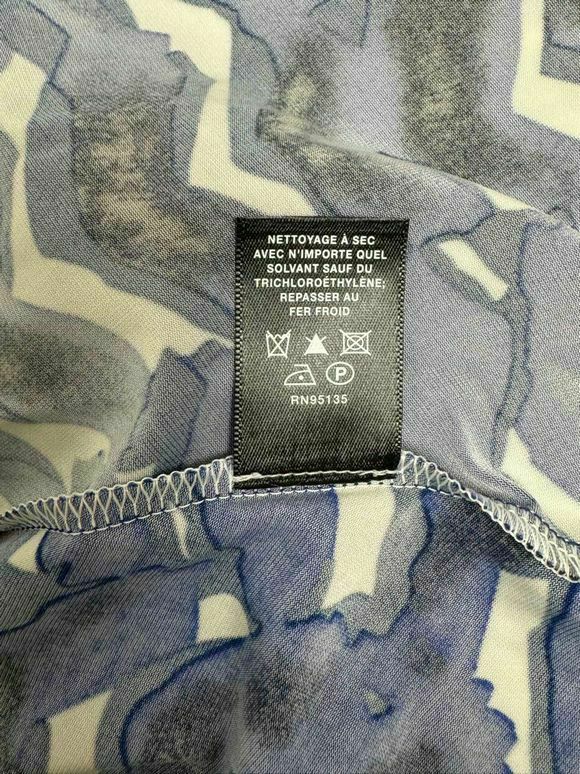 NETTOYAGE À SEC
AVEC N'IMPORTE QUEL
SOLVANT SAUF DU
TRICHLOROÉTHYLÈNE;
REPASSER AU
FER FROID
P
RN95135